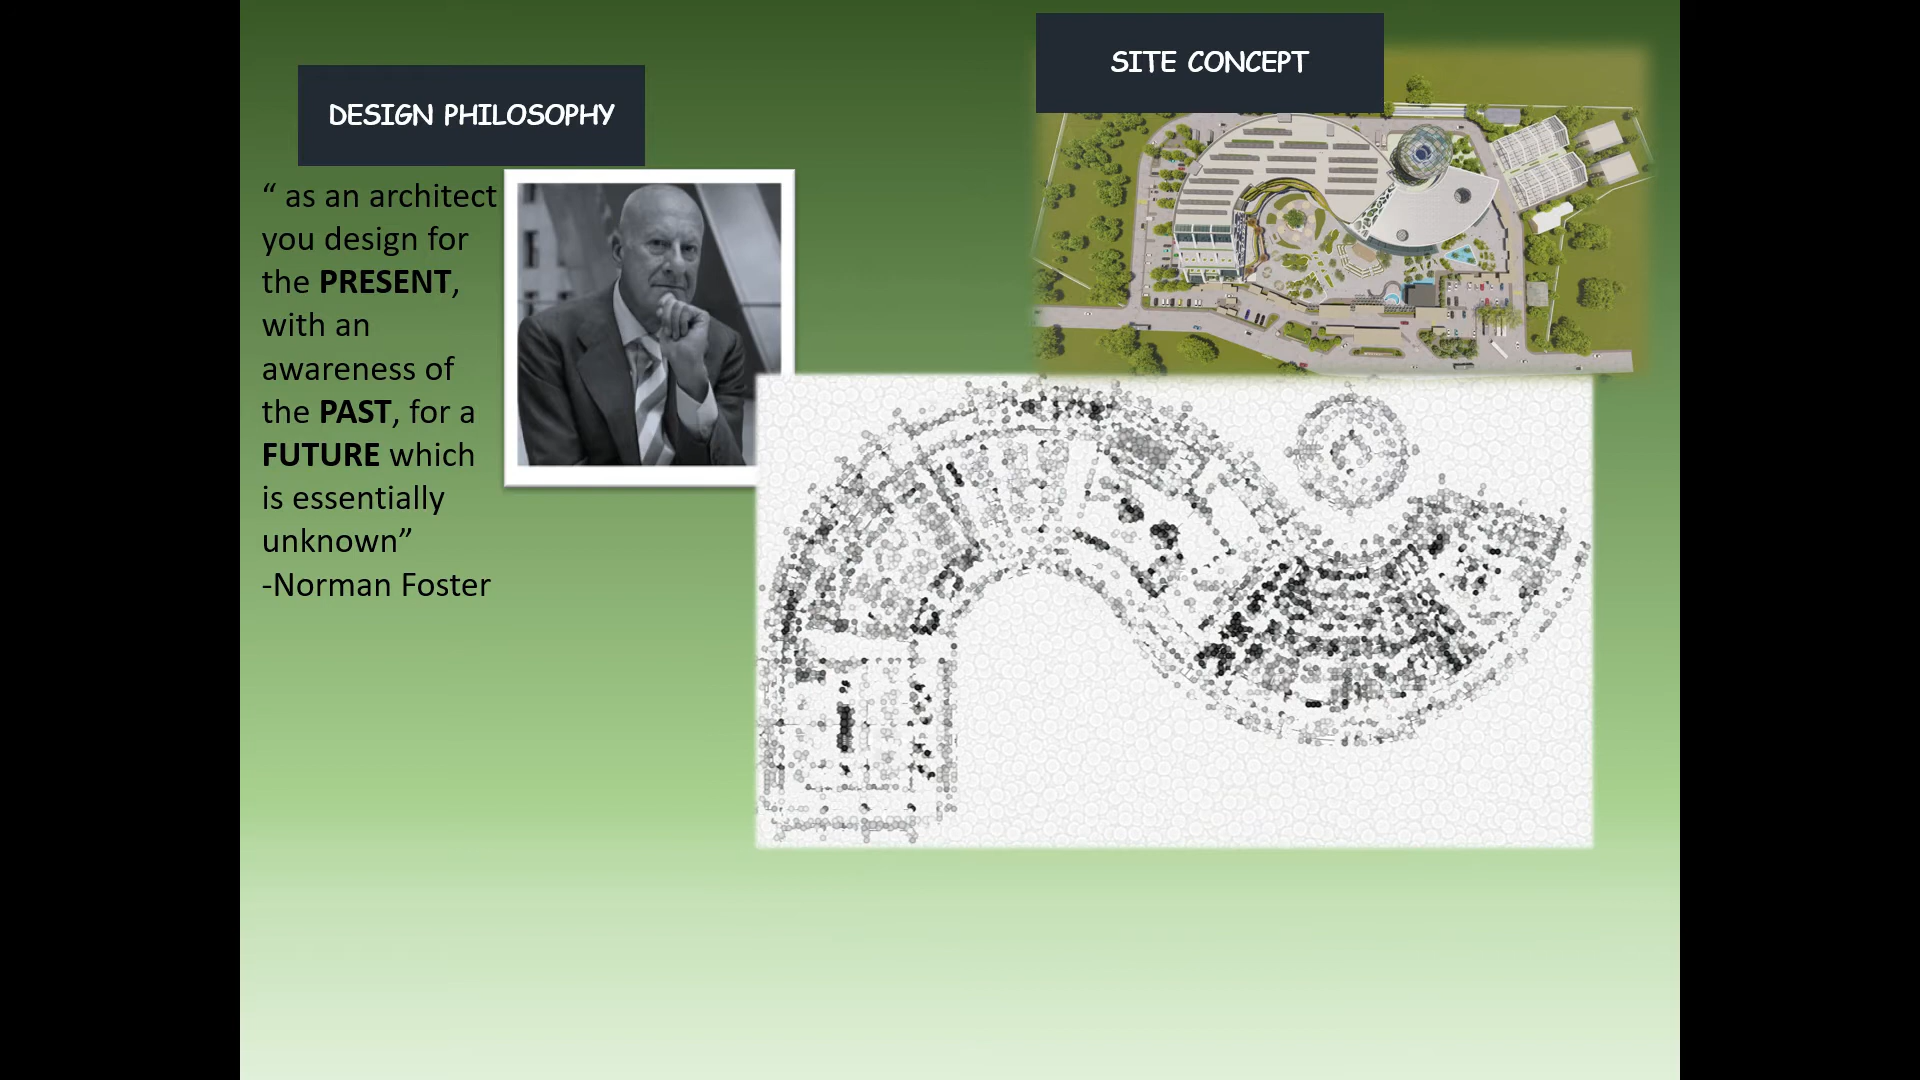 DESIGN PHILOSOPHY
“ as an architect
you design for
the PRESENT,
with an
awareness of
the PAST, for a
FUTURE which
is essentially
unknown”
-Norman Foster
SITE CONCEPT